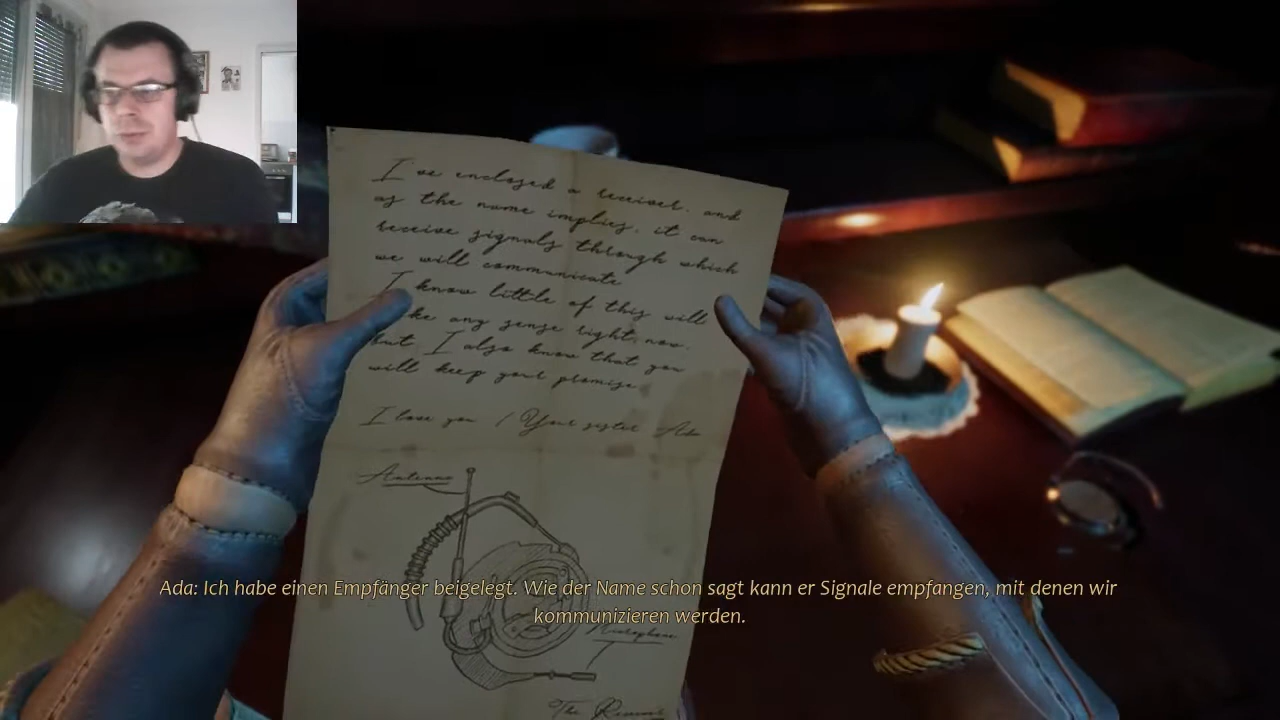 I've enclosed a receiver, and
as the name implies, it can
receive signals through which
we will communicate
I know little of this will
ke any sense right now.
but I also know that you
will keep your promise
I love you / Your sister Ada
Antenna
Ada: Ich habe einen Empfänger beigelegt. Wie der Name schon sagt kann er Signale empfangen, mit denen wir
kommunizieren werden.
Microphone
The